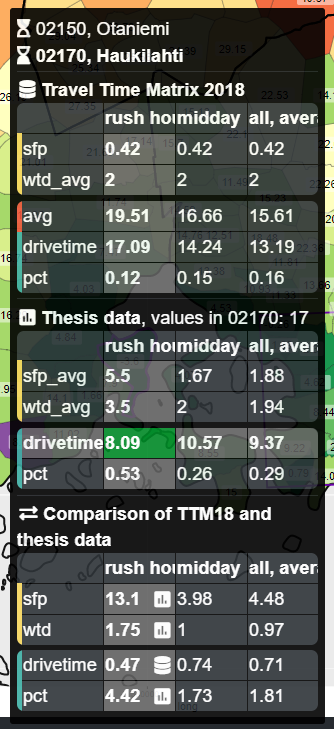 02150, Otaniemi
02170, Haukilahti
Travel Time Matrix 2018
rush hou midday all, avera
sfp 0.42 0.42 0.42
wtd_avg 2 2 2
avg 19.51 16.66 15.61
drivetime 17.09 14.24 13.19
pct 0.12 0.15 0.16
Thesis data, values in 02170: 17
rush hou midday all, avera
sfp_avg 5.5 1.67 1.88
wtd_avg 3.5 2 1.94
drivetime 8.09 10.57 9.37
pct 0.53 0.26 0.29
Comparison of TTM18 and
thesis data
rush hou midday all, avera
sfp 13.1 3.98 4.48
wtd 1.75 1 0.97
drivetime 0.47 0.74 0.71
pct 4.42 1.73 1.81